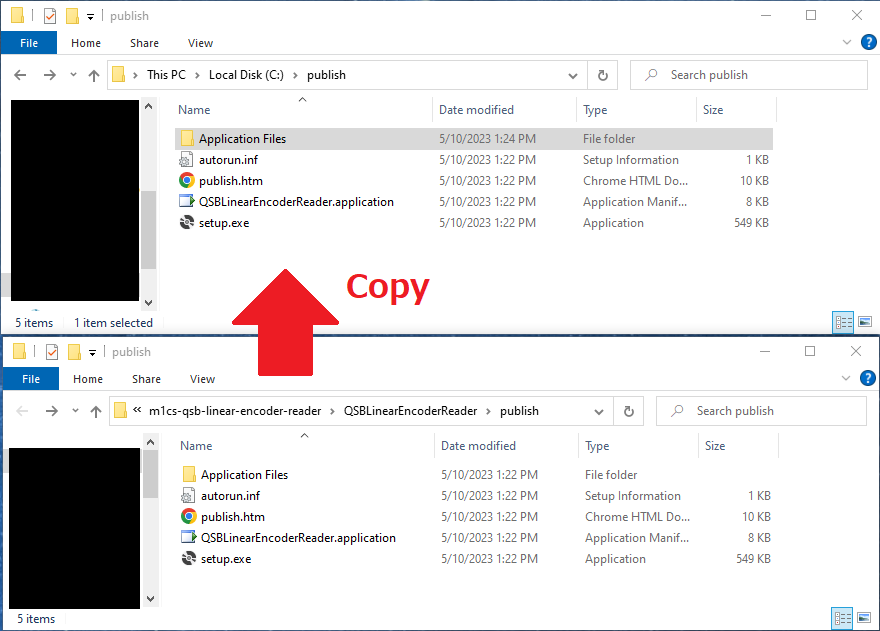 publish
File Home Share View
This PC > Local Disk (C:) > publish
Search publish
Name Date modified Type Size
Application Files 5/10/2023 1:24 PM File folder
autorun.inf 5/10/2023 1:22 PM Setup Information 1 KB
publish.htm 5/10/2023 1:22 PM Chrome HTML Do... 10 KB
QSBLinearEncoderReader.application 5/10/2023 1:22 PM Application Manif... 8 KB
setup.exe 5/10/2023 1:22 PM Application 549 KB
Copy
5 items 1 item selected
publish
File Home Share View
« m1cs-qsb-linear-encoder-reader > QSBLinearEncoderReader > publish
Search publish
Name Date modified Type Size
Application Files 5/10/2023 1:22 PM File folder
autorun.inf 5/10/2023 1:22 PM Setup Information 1 KB
publish.htm 5/10/2023 1:22 PM Chrome HTML Do... 10 KB
QSBLinearEncoderReader.application 5/10/2023 1:22 PM Application Manif... 8 KB
setup.exe 5/10/2023 1:22 PM Application 549 KB
5 items